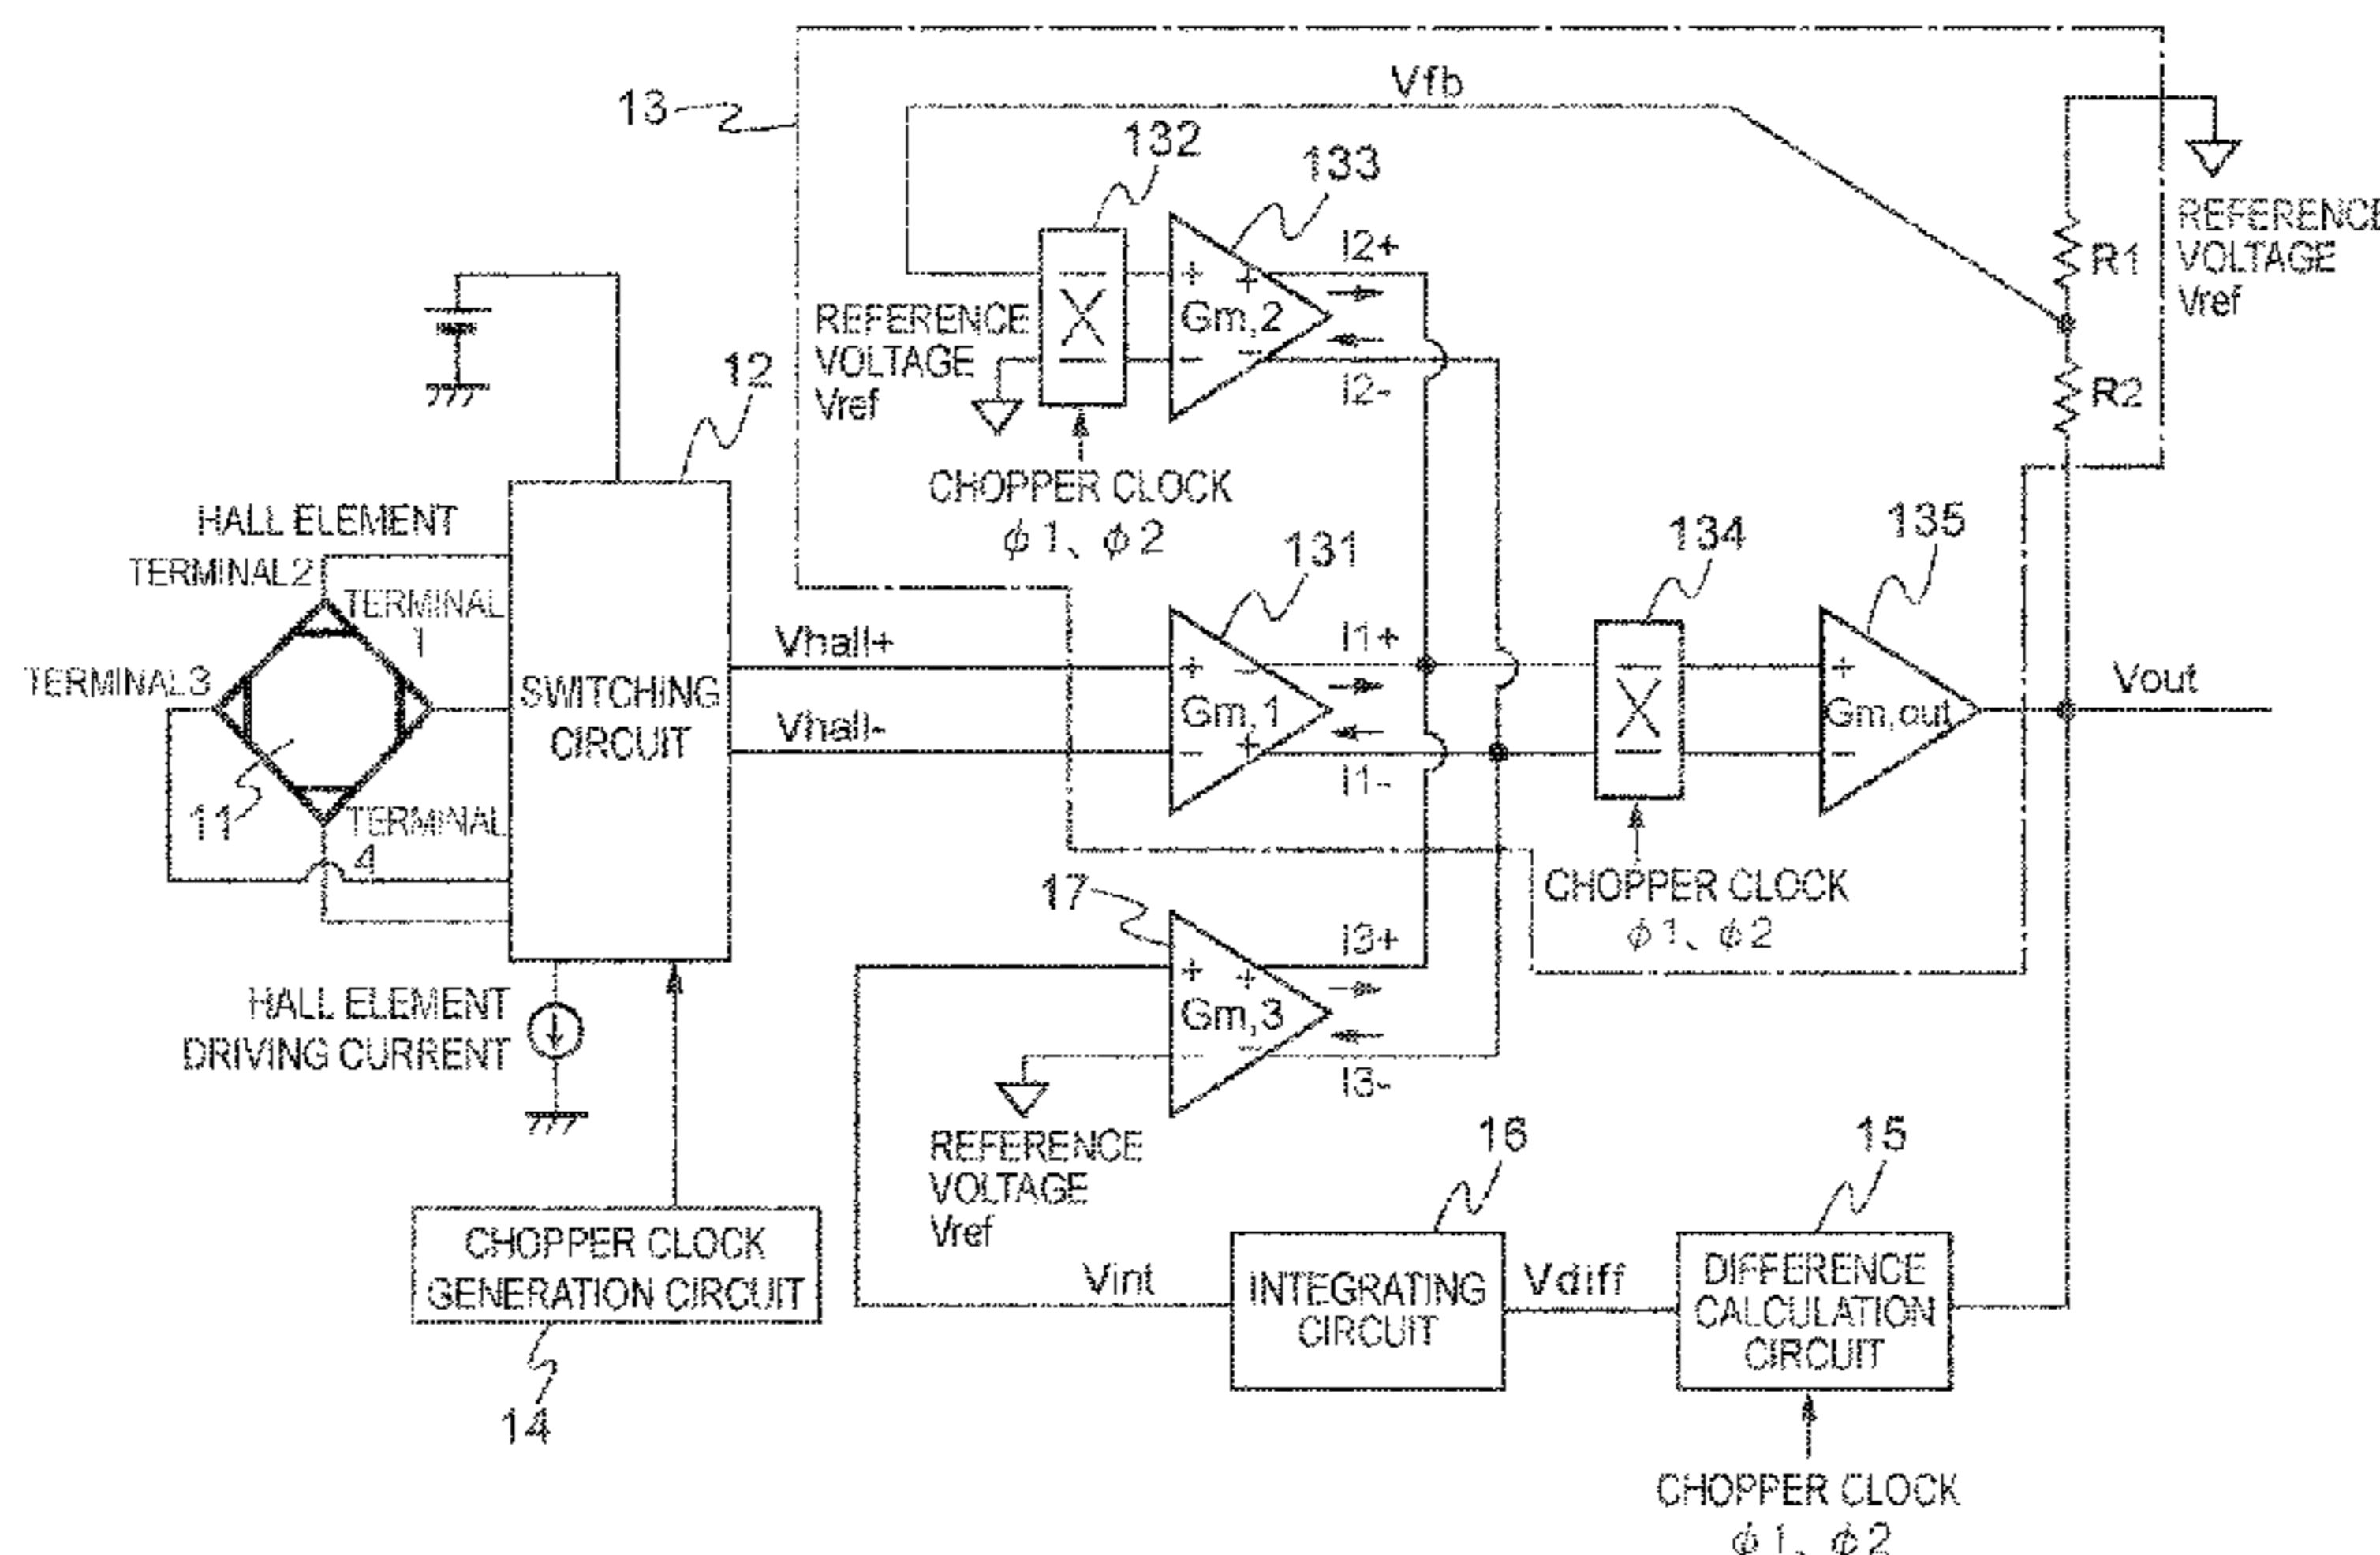 13
Vfb
132
133
REFERENCE
VOLTAGE
Vref
R1
R2
REFERENCE
VOLTAGE
Vref
+
+
Gm,2
−
−
I2+
I2-
CHOPPER CLOCK
ϕ1、ϕ2
12
HALL ELEMENT
TERMINAL2
TERMINAL
1
TERMINAL3
11
TERMINAL
4
SWITCHING
CIRCUIT
Vhall+
Vhall-
131
+
−
Gm,1
−
+
I1+
I1-
134
135
+
Gm,out
−
Vout
CHOPPER CLOCK
ϕ1、ϕ2
17
+
+
Gm,3
−
−
I3+
I3-
HALL ELEMENT
DRIVING CURRENT
REFERENCE
VOLTAGE
Vref
CHOPPER CLOCK
GENERATION CIRCUIT
14
Vint
16
INTEGRATING
CIRCUIT
Vdiff
15
DIFFERENCE
CALCULATION
CIRCUIT
CHOPPER CLOCK
ϕ1、ϕ2